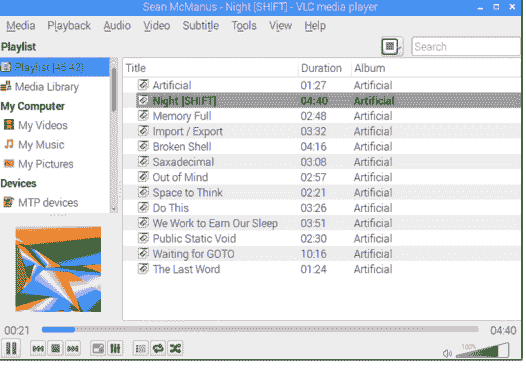 Sean McManus - Night [SHIFT] - VLC media player
Media Playback Audio Video Subtitle Tools View Help
Playlist
Search
Playlist [45:42]
Media Library
My Computer
My Videos
My Music
My Pictures
Devices
MTP devices
Title Duration Album
Artificial 01:27 Artificial
Night [SHIFT] 04:40 Artificial
Memory Full 02:48 Artificial
Import / Export 03:32 Artificial
Broken Shell 04:16 Artificial
Saxadecimal 03:08 Artificial
Out of Mind 02:57 Artificial
Space to Think 02:21 Artificial
Do This 03:26 Artificial
We Work to Earn Our Sleep 03:51 Artificial
Public Static Void 02:30 Artificial
Waiting for GOTO 10:16 Artificial
The Last Word 01:24 Artificial
00:21 04:40
100%